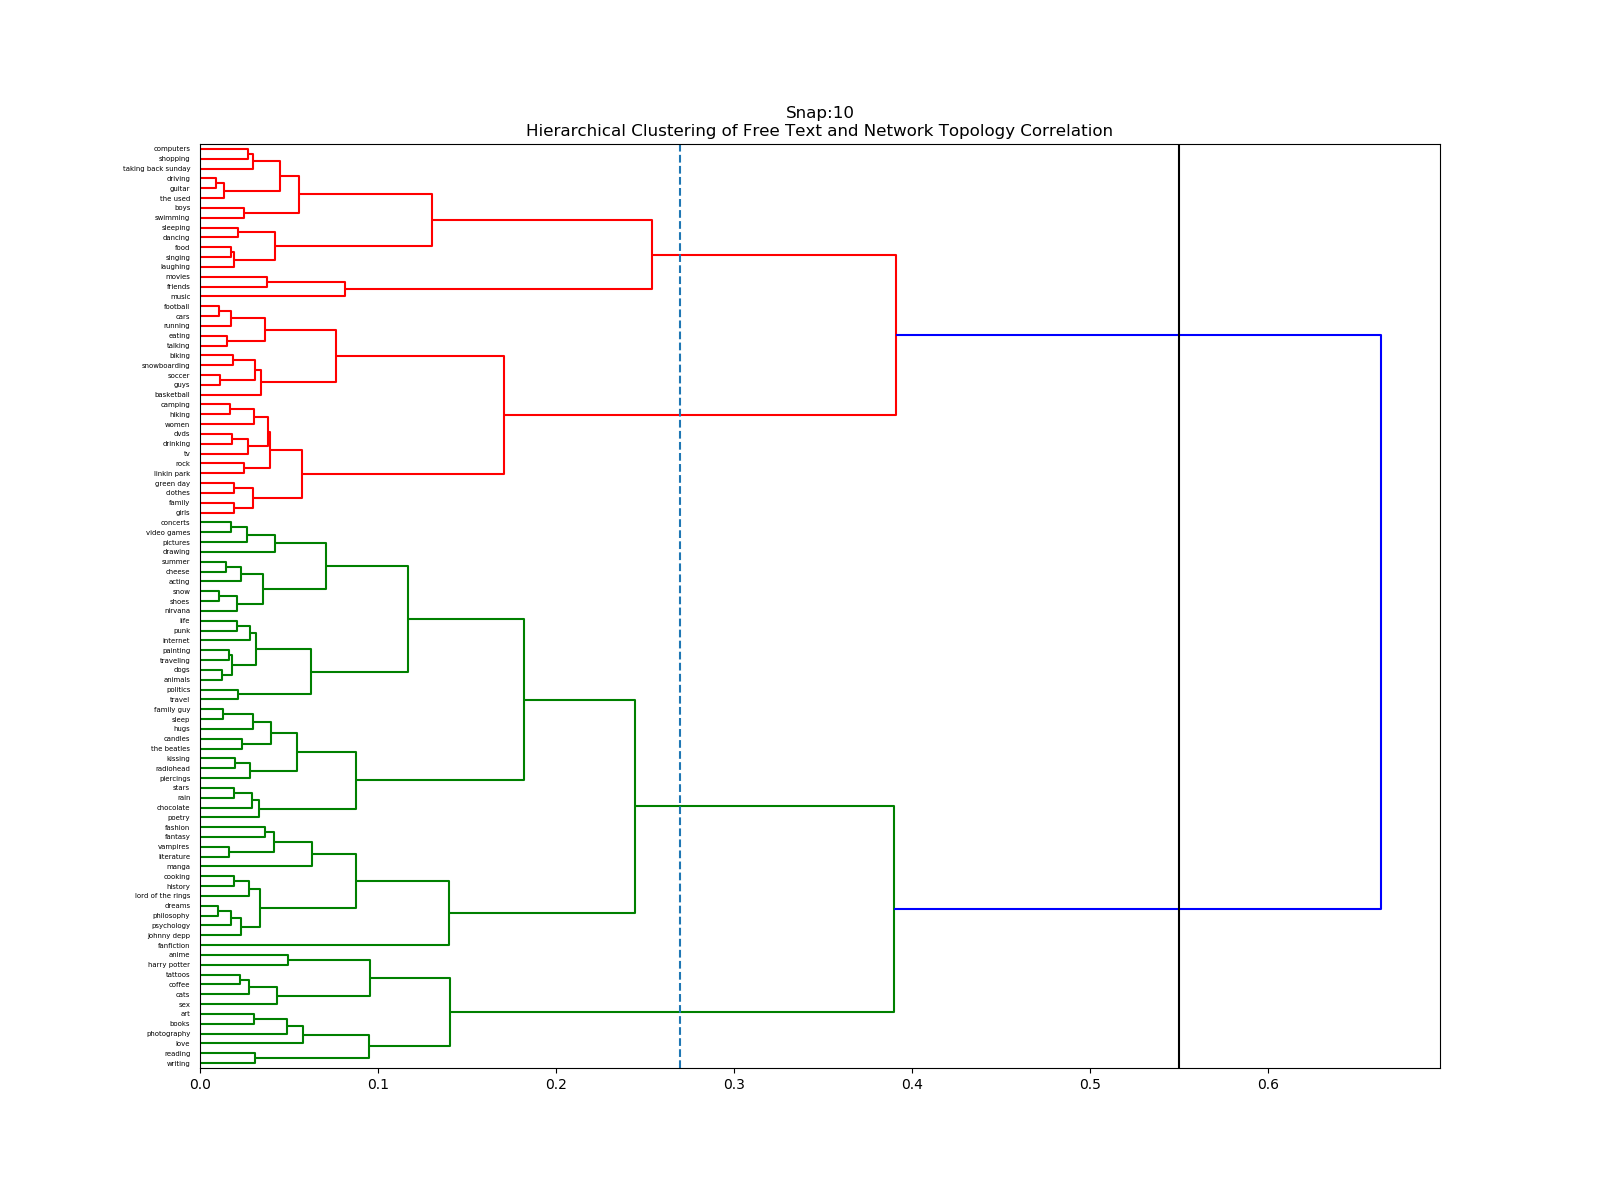 Snap:10
Hierarchical Clustering of Free Text and Network Topology Correlation
computers
shopping
taking back sunday
driving
guitar
the used
boys
swimming
sleeping
dancing
food
singing
laughing
movies
friends
music
football
cars
running
eating
talking
biking
snowboarding
soccer
guys
basketball
camping
hiking
women
dvds
drinking
tv
rock
linkin park
green day
clothes
family
girls
concerts
video games
pictures
drawing
summer
cheese
acting
snow
shoes
nirvana
life
punk
internet
painting
traveling
dogs
animals
politics
travel
family guy
sleep
hugs
candles
the beatles
kissing
radiohead
piercings
stars
rain
chocolate
poetry
fashion
fantasy
vampires
literature
manga
cooking
history
lord of the rings
dreams
philosophy
psychology
johnny depp
fanfiction
anime
harry potter
tattoos
coffee
cats
sex
art
books
photography
love
reading
writing
0.0 0.1 0.2 0.3 0.4 0.5 0.6